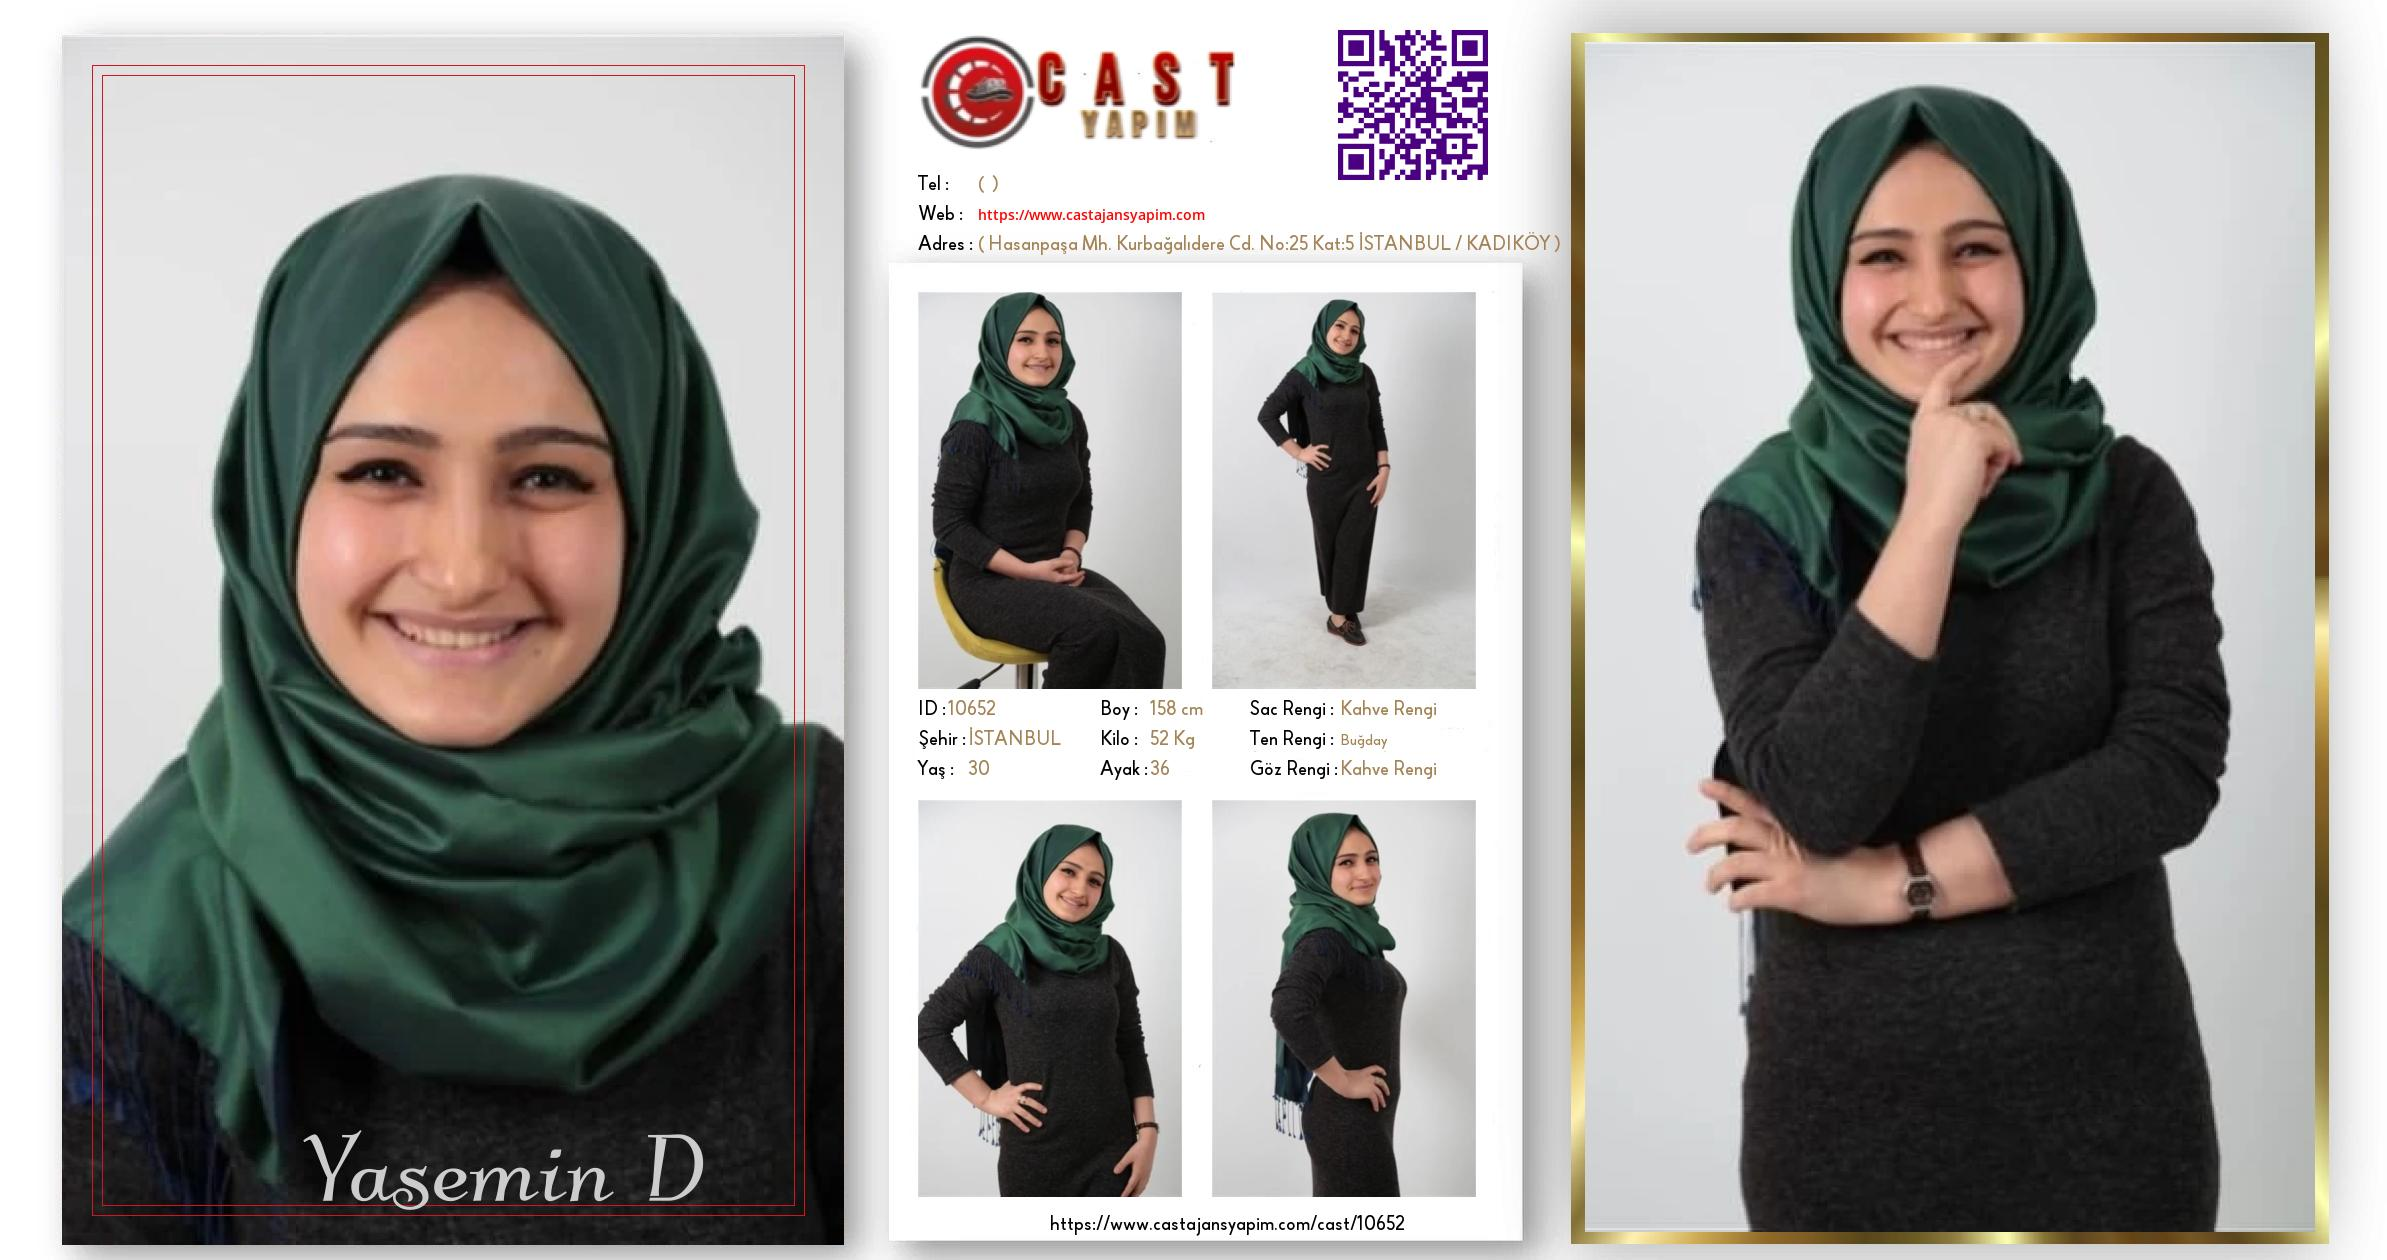 Yasemin D
CAST
YAPIM
Tel : ( )
Web : https://www.castajansyapim.com
Adres : ( Hasanpaşa Mh. Kurbağalıdere Cd. No:25 Kat:5 İSTANBUL / KADIKÖY )
ID : 10652 Boy : 158 cm Sac Rengi : Kahve Rengi
Şehir : İSTANBUL Kilo : 52 Kg Ten Rengi : Buğday
Yaş : 30 Ayak : 36 Göz Rengi : Kahve Rengi
https://www.castajansyapim.com/cast/10652